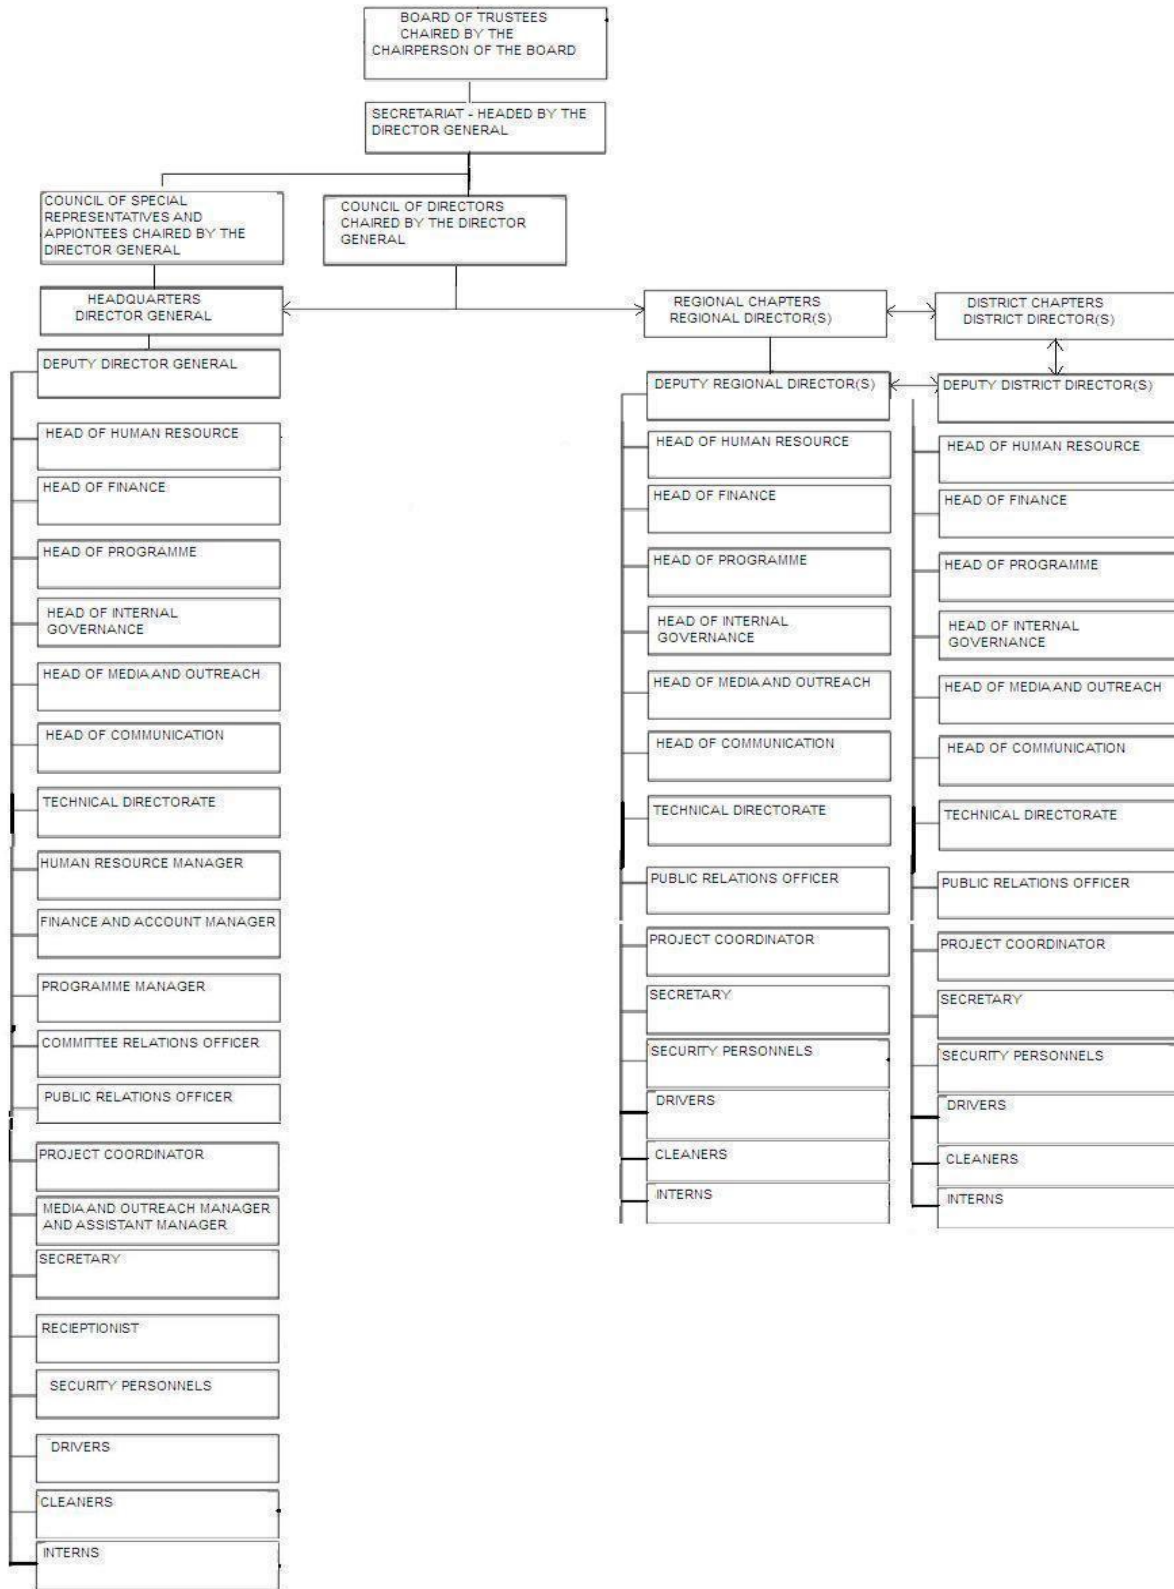 BOARD OF TRUSTEES
CHAIRED BY THE
CHAIRPERSON OF THE BOARD
SECRETARIAT - HEADED BY THE
DIRECTOR GENERAL
COUNCIL OF SPECIAL
REPRESENTATIVES AND
APPIONTEES CHAIRED BY THE
DIRECTOR GENERAL
COUNCIL OF DIRECTORS
CHAIRED BY THE DIRECTOR
GENERAL
HEADQUARTERS
DIRECTOR GENERAL
REGIONAL CHAPTERS
REGIONAL DIRECTOR(S)
DISTRICT CHAPTERS
DISTRICT DIRECTOR(S)
DEPUTY DIRECTOR GENERAL
HEAD OF HUMAN RESOURCE
HEAD OF FINANCE
HEAD OF PROGRAMME
HEAD OF INTERNAL
GOVERNANCE
HEAD OF MEDIA AND OUTREACH
HEAD OF COMMUNICATION
TECHNICAL DIRECTORATE
HUMAN RESOURCE MANAGER
FINANCE AND ACCOUNT MANAGER
PROGRAMME MANAGER
COMMITTEE RELATIONS OFFICER
PUBLIC RELATIONS OFFICER
PROJECT COORDINATOR
MEDIA AND OUTREACH MANAGER
AND ASSISTANT MANAGER
SECRETARY
RECIEPTIONIST
SECURITY PERSONNELS
DRIVERS
CLEANERS
INTERNS
DEPUTY REGIONAL DIRECTOR(S)
HEAD OF HUMAN RESOURCE
HEAD OF FINANCE
HEAD OF PROGRAMME
HEAD OF INTERNAL
GOVERNANCE
HEAD OF MEDIA AND OUTREACH
HEAD OF COMMUNICATION
TECHNICAL DIRECTORATE
PUBLIC RELATIONS OFFICER
PROJECT COORDINATOR
SECRETARY
SECURITY PERSONNELS
DRIVERS
CLEANERS
INTERNS
DEPUTY DISTRICT DIRECTOR(S)
HEAD OF HUMAN RESOURCE
HEAD OF FINANCE
HEAD OF PROGRAMME
HEAD OF INTERNAL
GOVERNANCE
HEAD OF MEDIA AND OUTREACH
HEAD OF COMMUNICATION
TECHNICAL DIRECTORATE
PUBLIC RELATIONS OFFICER
PROJECT COORDINATOR
SECRETARY
SECURITY PERSONNELS
DRIVERS
CLEANERS
INTERNS